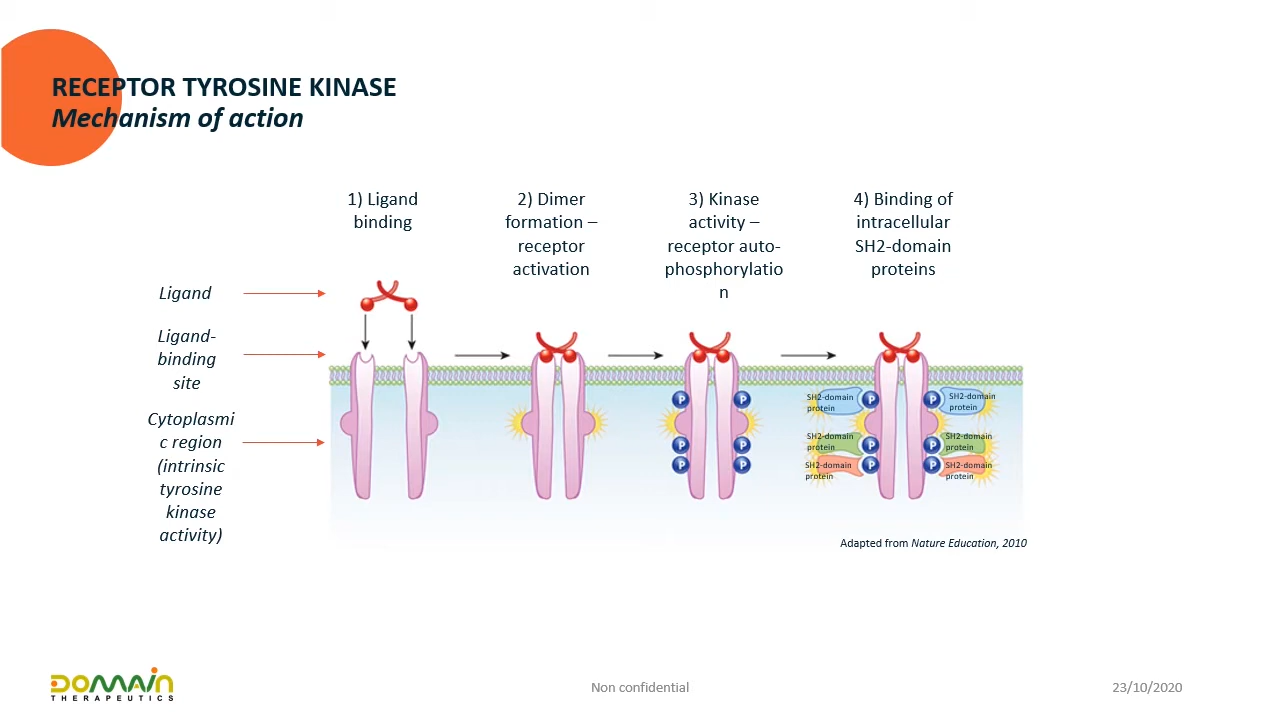 RECEPTOR TYROSINE KINASE
Mechanism of action
1) Ligand
binding
2) Dimer
formation –
receptor
activation
3) Kinase
activity –
receptor auto-
phosphorylatio
n
4) Binding of
intracellular
SH2-domain
proteins
Ligand
Ligand-
binding
site
Cytoplasmi
c region
(intrinsic
tyrosine
kinase
activity)
P
P
P
P
P
P
P
P
P
P
P
P
SH2-domain
protein
SH2-domain
protein
SH2-domain
protein
SH2-domain
protein
SH2-domain
protein
SH2-domain
protein
Adapted from Nature Education, 2010
DOMAIN
THERAPEUTICS
Non confidential
23/10/2020